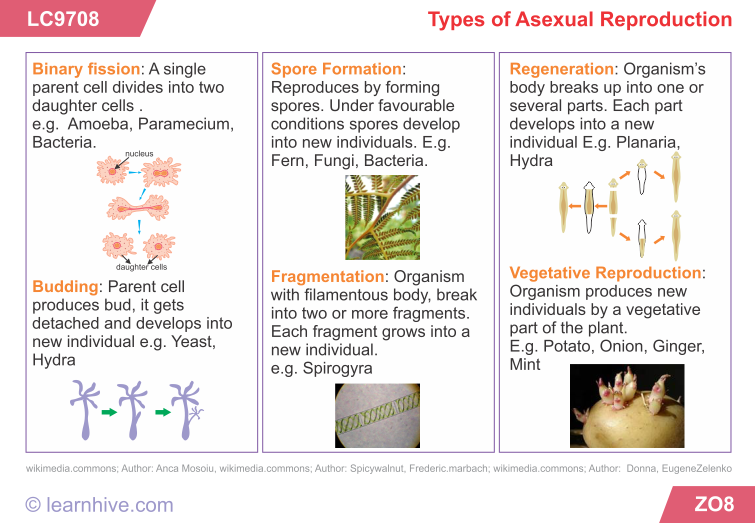 LC9708
Types of Asexual Reproduction
Binary fission: A single
parent cell divides into two
daughter cells .
e.g. Amoeba, Paramecium,
Bacteria.
nucleus
daughter cells
Budding: Parent cell
produces bud, it gets
detached and develops into
new individual e.g. Yeast,
Hydra
Spore Formation:
Reproduces by forming
spores. Under favourable
conditions spores develop
into new individuals. E.g.
Fern, Fungi, Bacteria.
Fragmentation: Organism
with filamentous body, break
into two or more fragments.
Each fragment grows into a
new individual.
e.g. Spirogyra
Regeneration: Organism's
body breaks up into one or
several parts. Each part
develops into a new
individual E.g. Planaria,
Hydra
Vegetative Reproduction:
Organism produces new
individuals by a vegetative
part of the plant.
E.g. Potato, Onion, Ginger,
Mint
wikimedia.commons; Author: Anca Mosoiu, wikimedia.commons; Author: Spicywalnut, Frederic.marbach; wikimedia.commons; Author: Donna, EugeneZelenko
© learnhive.com
ZO8